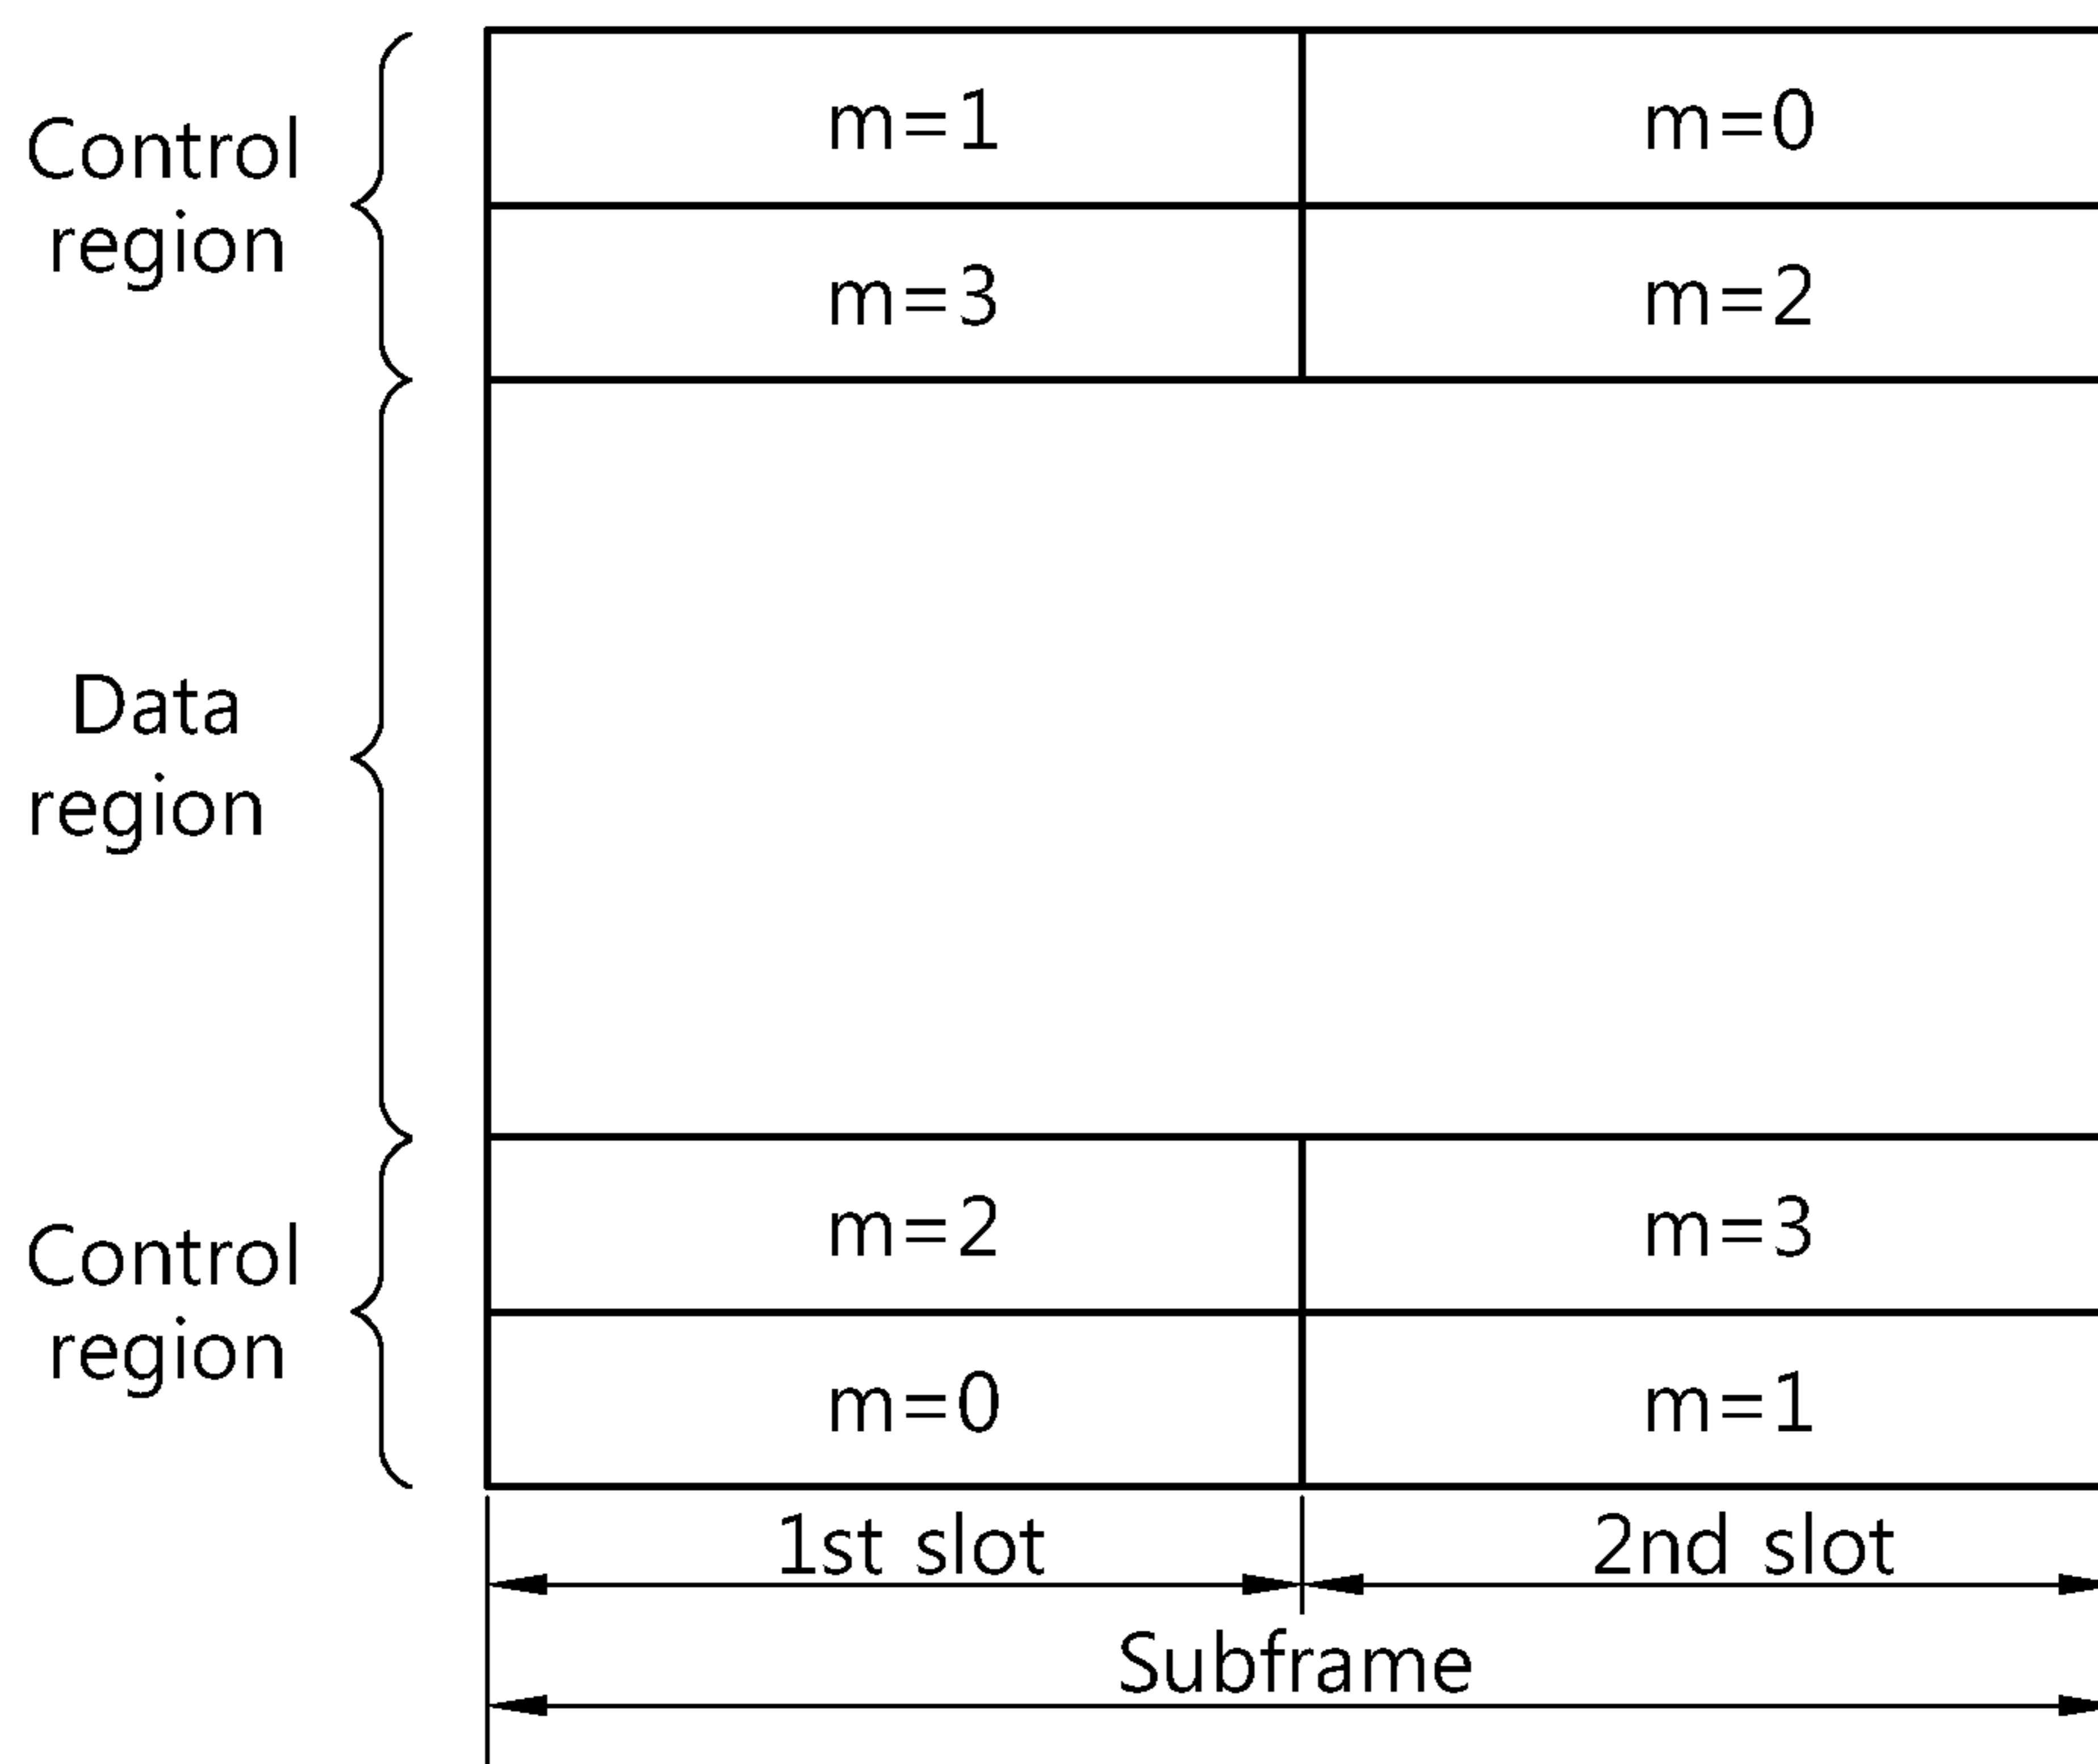 Control
region
m=1
m=0
m=3
m=2
Data
region
Control
region
m=2
m=3
m=0
m=1
1st slot
2nd slot
Subframe